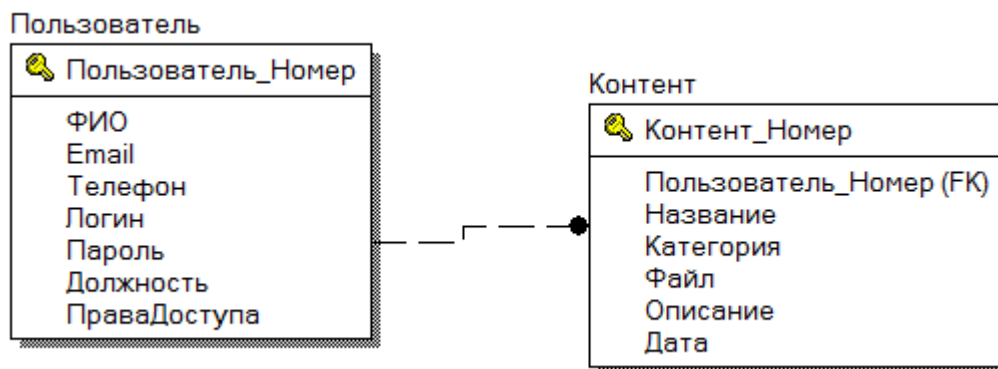 Пользователь
Пользователь_Номер
ФИО
Email
Телефон
Логин
Пароль
Должность
ПраваДоступа
Контент
Контент_Номер
Пользователь_Номер (FK)
Название
Категория
Файл
Описание
Дата